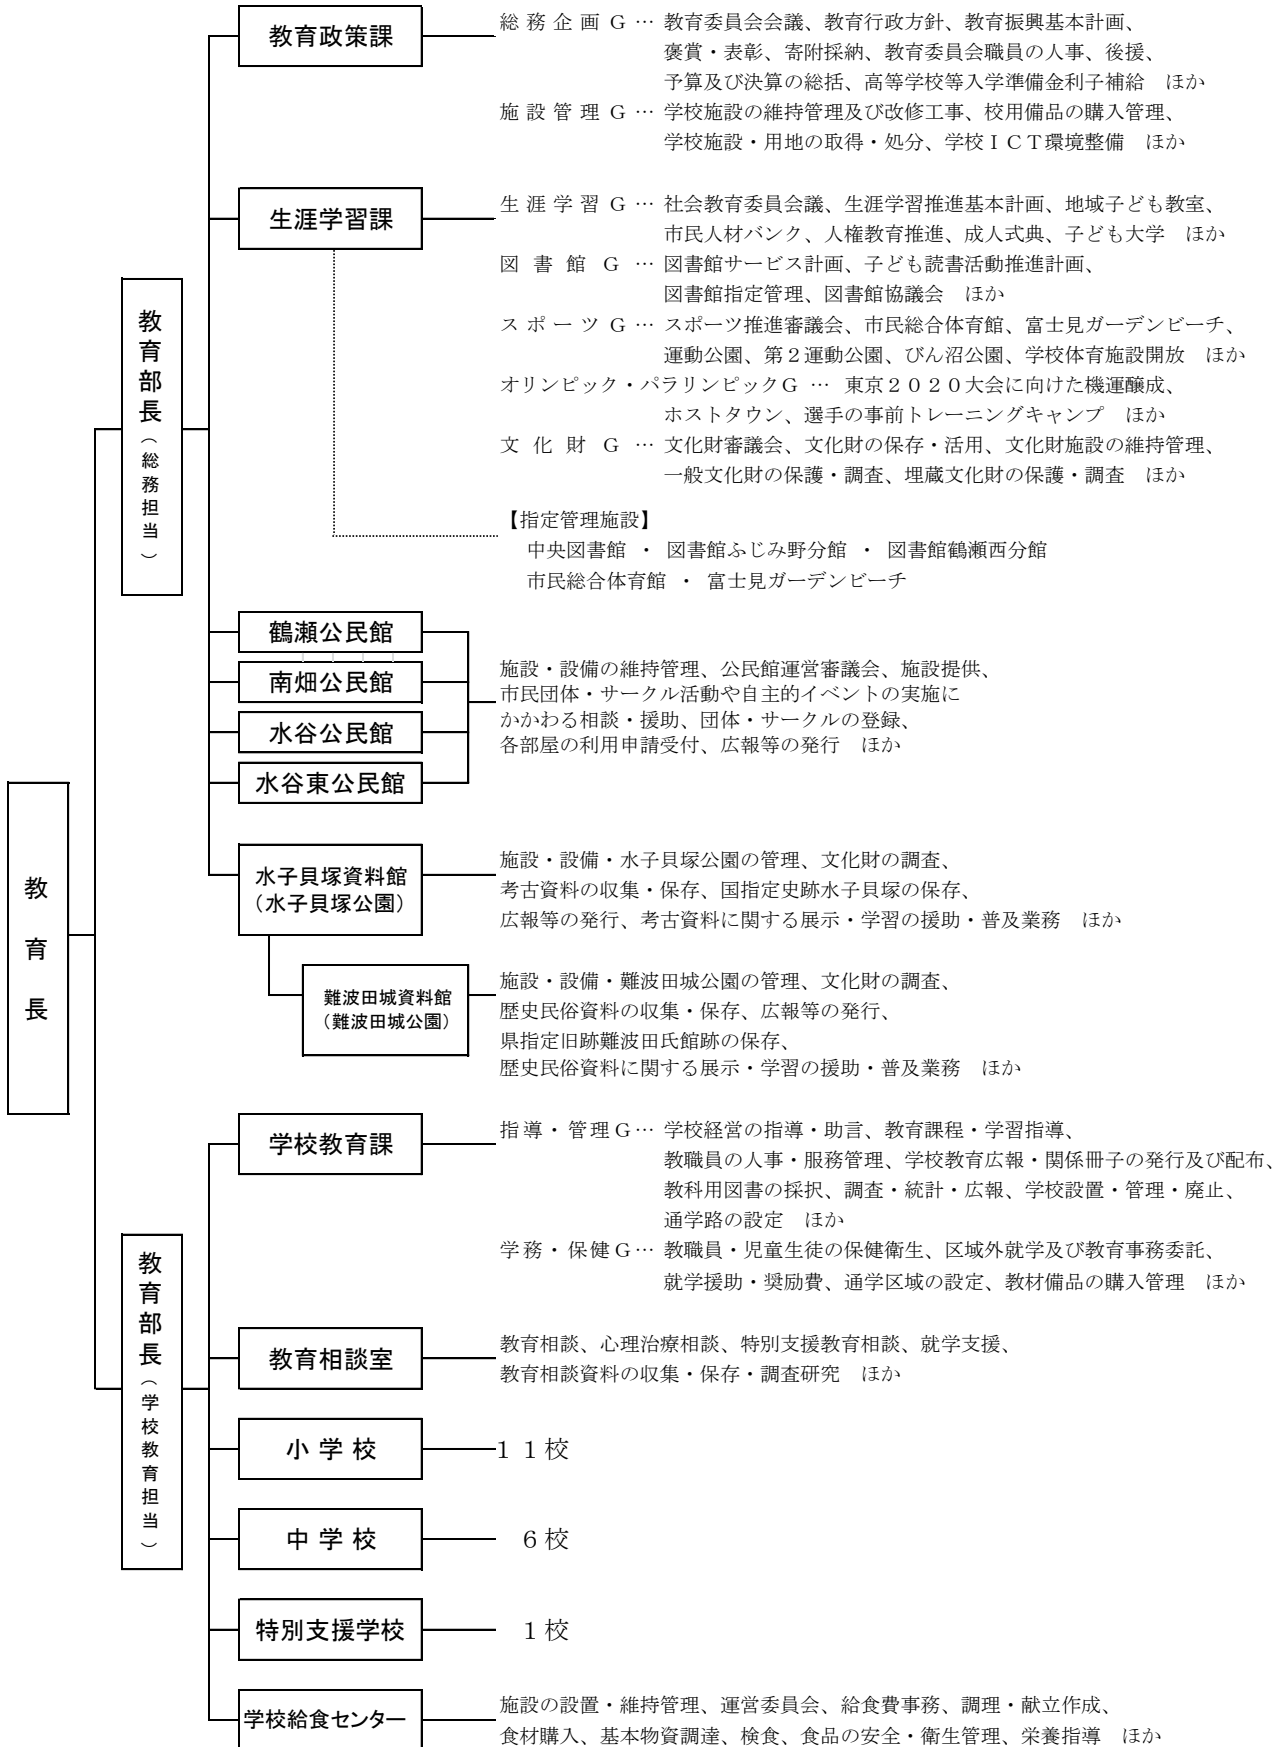 教育長
教育部長（総務担当）
教育政策課
総務企画G … 教育委員会会議、教育行政方針、教育振興基本計画、
褒賞・表彰、寄附採納、教育委員会職員の人事、後援、
予算及び決算の総括、高等学校等入学準備金利子補給　ほか
施設管理G … 学校施設の維持管理及び改修工事、校用備品の購入管理、
学校施設・用地の取得・処分、学校ＩＣＴ環境整備　ほか
生涯学習課
生涯学習G … 社会教育委員会議、生涯学習推進基本計画、地域子ども教室、
市民人材バンク、人権教育推進、成人式典、子ども大学　ほか
図書館G … 図書館サービス計画、子ども読書活動推進計画、
図書館指定管理、図書館協議会　ほか
スポーツG … スポーツ推進審議会、市民総合体育館、富士見ガーデンビーチ、
運動公園、第２運動公園、びん沼公園、学校体育施設開放　ほか
オリンピック・パラリンピックG … 東京２０２０大会に向けた機運醸成、
ホストタウン、選手の事前トレーニングキャンプ　ほか
文化財G … 文化財審議会、文化財の保存・活用、文化財施設の維持管理、
一般文化財の保護・調査、埋蔵文化財の保護・調査　ほか
【指定管理施設】
中央図書館 ・ 図書館ふじみ野分館 ・ 図書館鶴瀬西分館
市民総合体育館 ・ 富士見ガーデンビーチ
鶴瀬公民館
南畑公民館
水谷公民館
水谷東公民館
施設・設備の維持管理、公民館運営審議会、施設提供、
市民団体・サークル活動や自主的イベントの実施に
かかわる相談・援助、団体・サークルの登録、
各部屋の利用申請受付、広報等の発行　ほか
水子貝塚資料館
（水子貝塚公園）
施設・設備・水子貝塚公園の管理、文化財の調査、
考古資料の収集・保存、国指定史跡水子貝塚の保存、
広報等の発行、考古資料に関する展示・学習の援助・普及業務　ほか
難波田城資料館
（難波田城公園）
施設・設備・難波田城公園の管理、文化財の調査、
歴史民俗資料の収集・保存、広報等の発行、
県指定旧跡難波田氏館跡の保存、
歴史民俗資料に関する展示・学習の援助・普及業務　ほか
教育部長（学校教育担当）
学校教育課
指導・管理G … 学校経営の指導・助言、教育課程・学習指導、
教職員の人事・服務管理、学校教育広報・関係冊子の発行及び配布、
教科用図書の採択、調査・統計・広報、学校設置・管理・廃止、
通学路の設定　ほか
学務・保健G … 教職員・児童生徒の保健衛生、区域外就学及び教育事務委託、
就学援助・奨励費、通学区域の設定、教材備品の購入管理　ほか
教育相談室
教育相談、心理治療相談、特別支援教育相談、就学支援、
教育相談資料の収集・保存・調査研究　ほか
小学校
１１校
中学校
６校
特別支援学校
１校
学校給食センター
施設の設置・維持管理、運営委員会、給食費事務、調理・献立作成、
食材購入、基本物資調達、検食、食品の安全・衛生管理、栄養指導　ほか